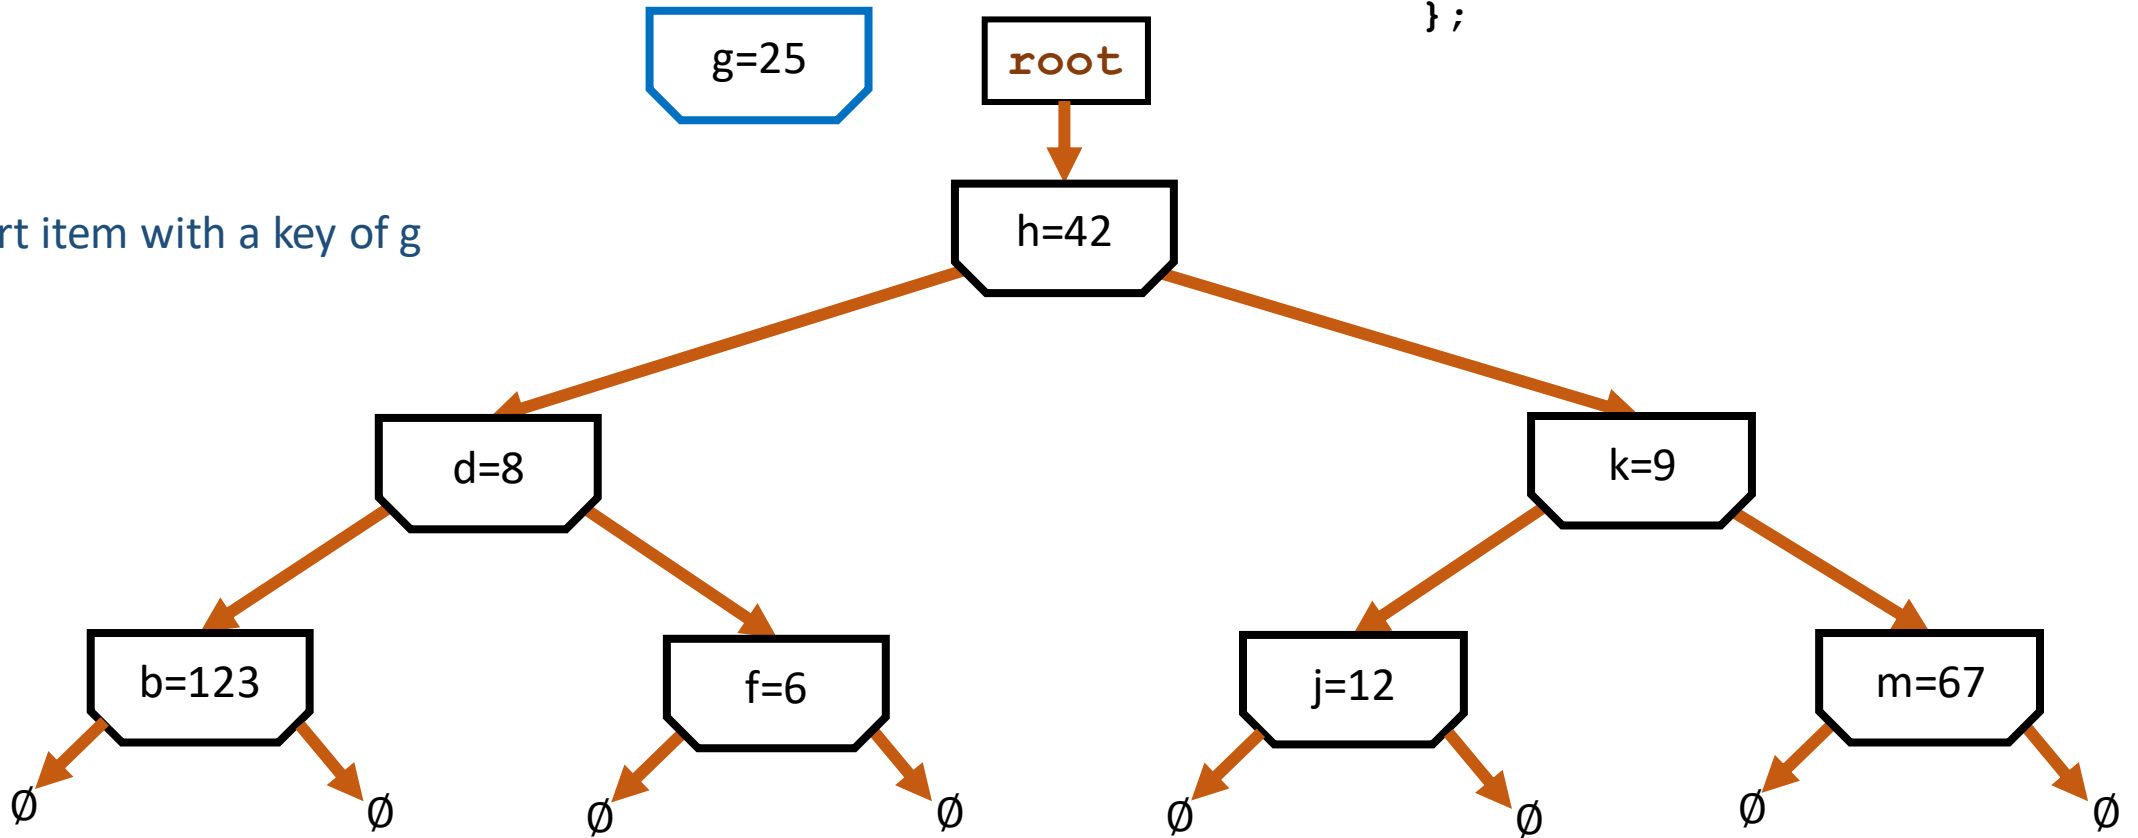 };
g=25
root
rt item with a key of g
h=42
d=8
k=9
b=123
f=6
j=12
m=67
∅ ∅ ∅ ∅ ∅ ∅ ∅ ∅